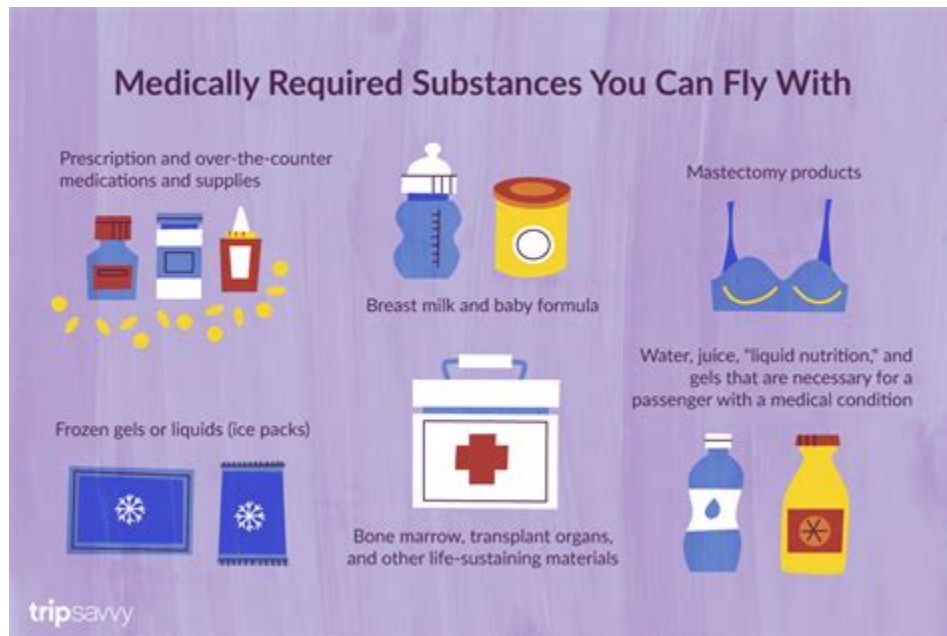 Medically Required Substances You Can Fly With
Prescription and over-the-counter
medications and supplies
Breast milk and baby formula
Mastectomy products
Frozen gels or liquids (ice packs)
Bone marrow, transplant organs,
and other life-sustaining materials
Water, juice, "liquid nutrition," and
gels that are necessary for a
passenger with a medical condition
tripsavvy